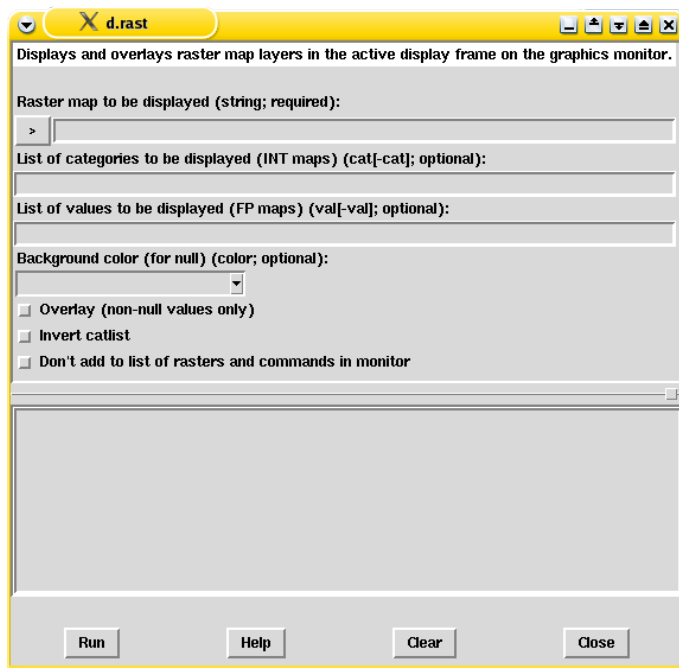 d.rast
Displays and overlays raster map layers in the active display frame on the graphics monitor.
Raster map to be displayed (string; required):
>
List of categories to be displayed (INT maps) (cat[-cat]; optional):
List of values to be displayed (FP maps) (val[-val]; optional):
Background color (for null) (color; optional):
Overlay (non-null values only)
Invert catlist
Don't add to list of rasters and commands in monitor
Run Help Clear Close